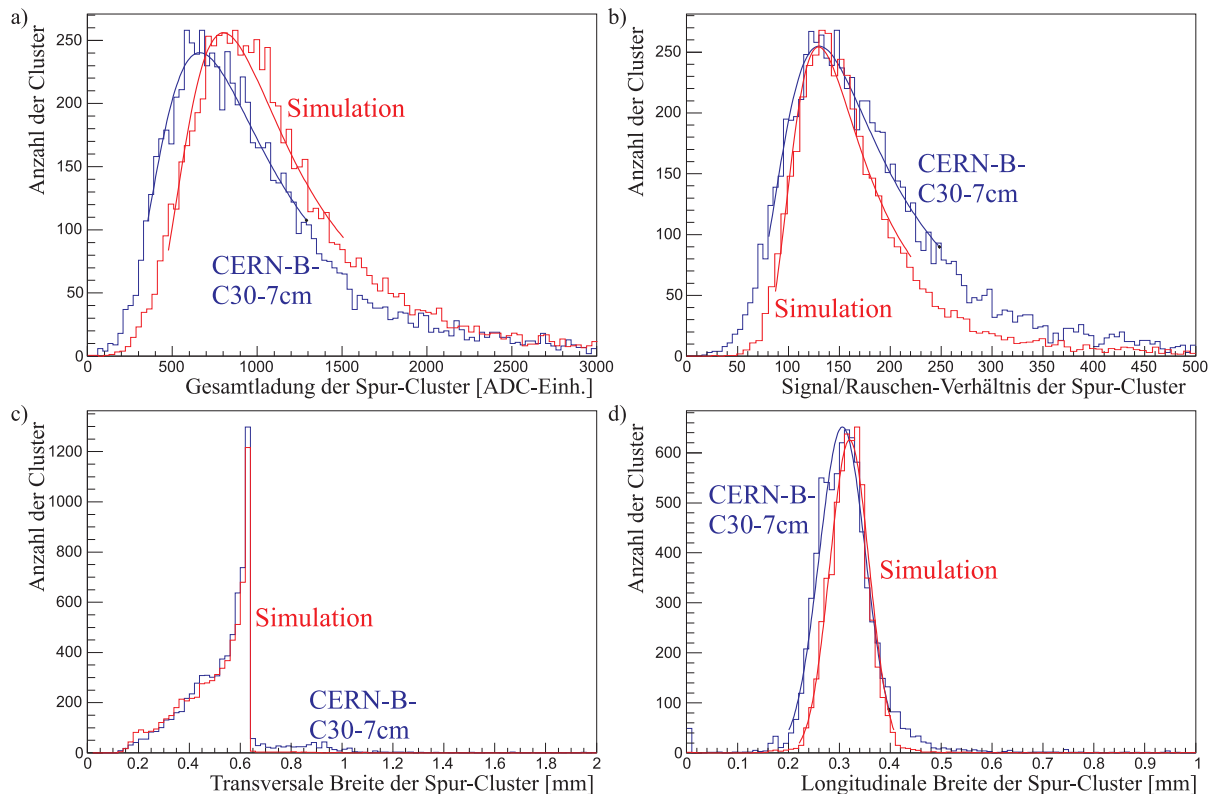 a)
Anzahl der Cluster
250
200
150
100
50
0
Simulation
CERN-B-
C30-7cm
0 500 1000 1500 2000 2500 3000
Gesamtladung der Spur-Cluster [ADC-Einh.]
b)
Anzahl der Cluster
250
200
150
100
50
0
CERN-B-
C30-7cm
Simulation
0 50 100 150 200 250 300 350 400 450 500
Signal/Rauschen-Verhältnis der Spur-Cluster
c)
Anzahl der Cluster
1200
1000
800
600
400
200
0
Simulation
CERN-B-
C30-7cm
0 0.2 0.4 0.6 0.8 1 1.2 1.4 1.6 1.8 2
Transversale Breite der Spur-Cluster [mm]
d)
Anzahl der Cluster
600
500
400
300
200
100
0
CERN-B-
C30-7cm
Simulation
0 0.1 0.2 0.3 0.4 0.5 0.6 0.7 0.8 0.9 1
Longitudinale Breite der Spur-Cluster [mm]